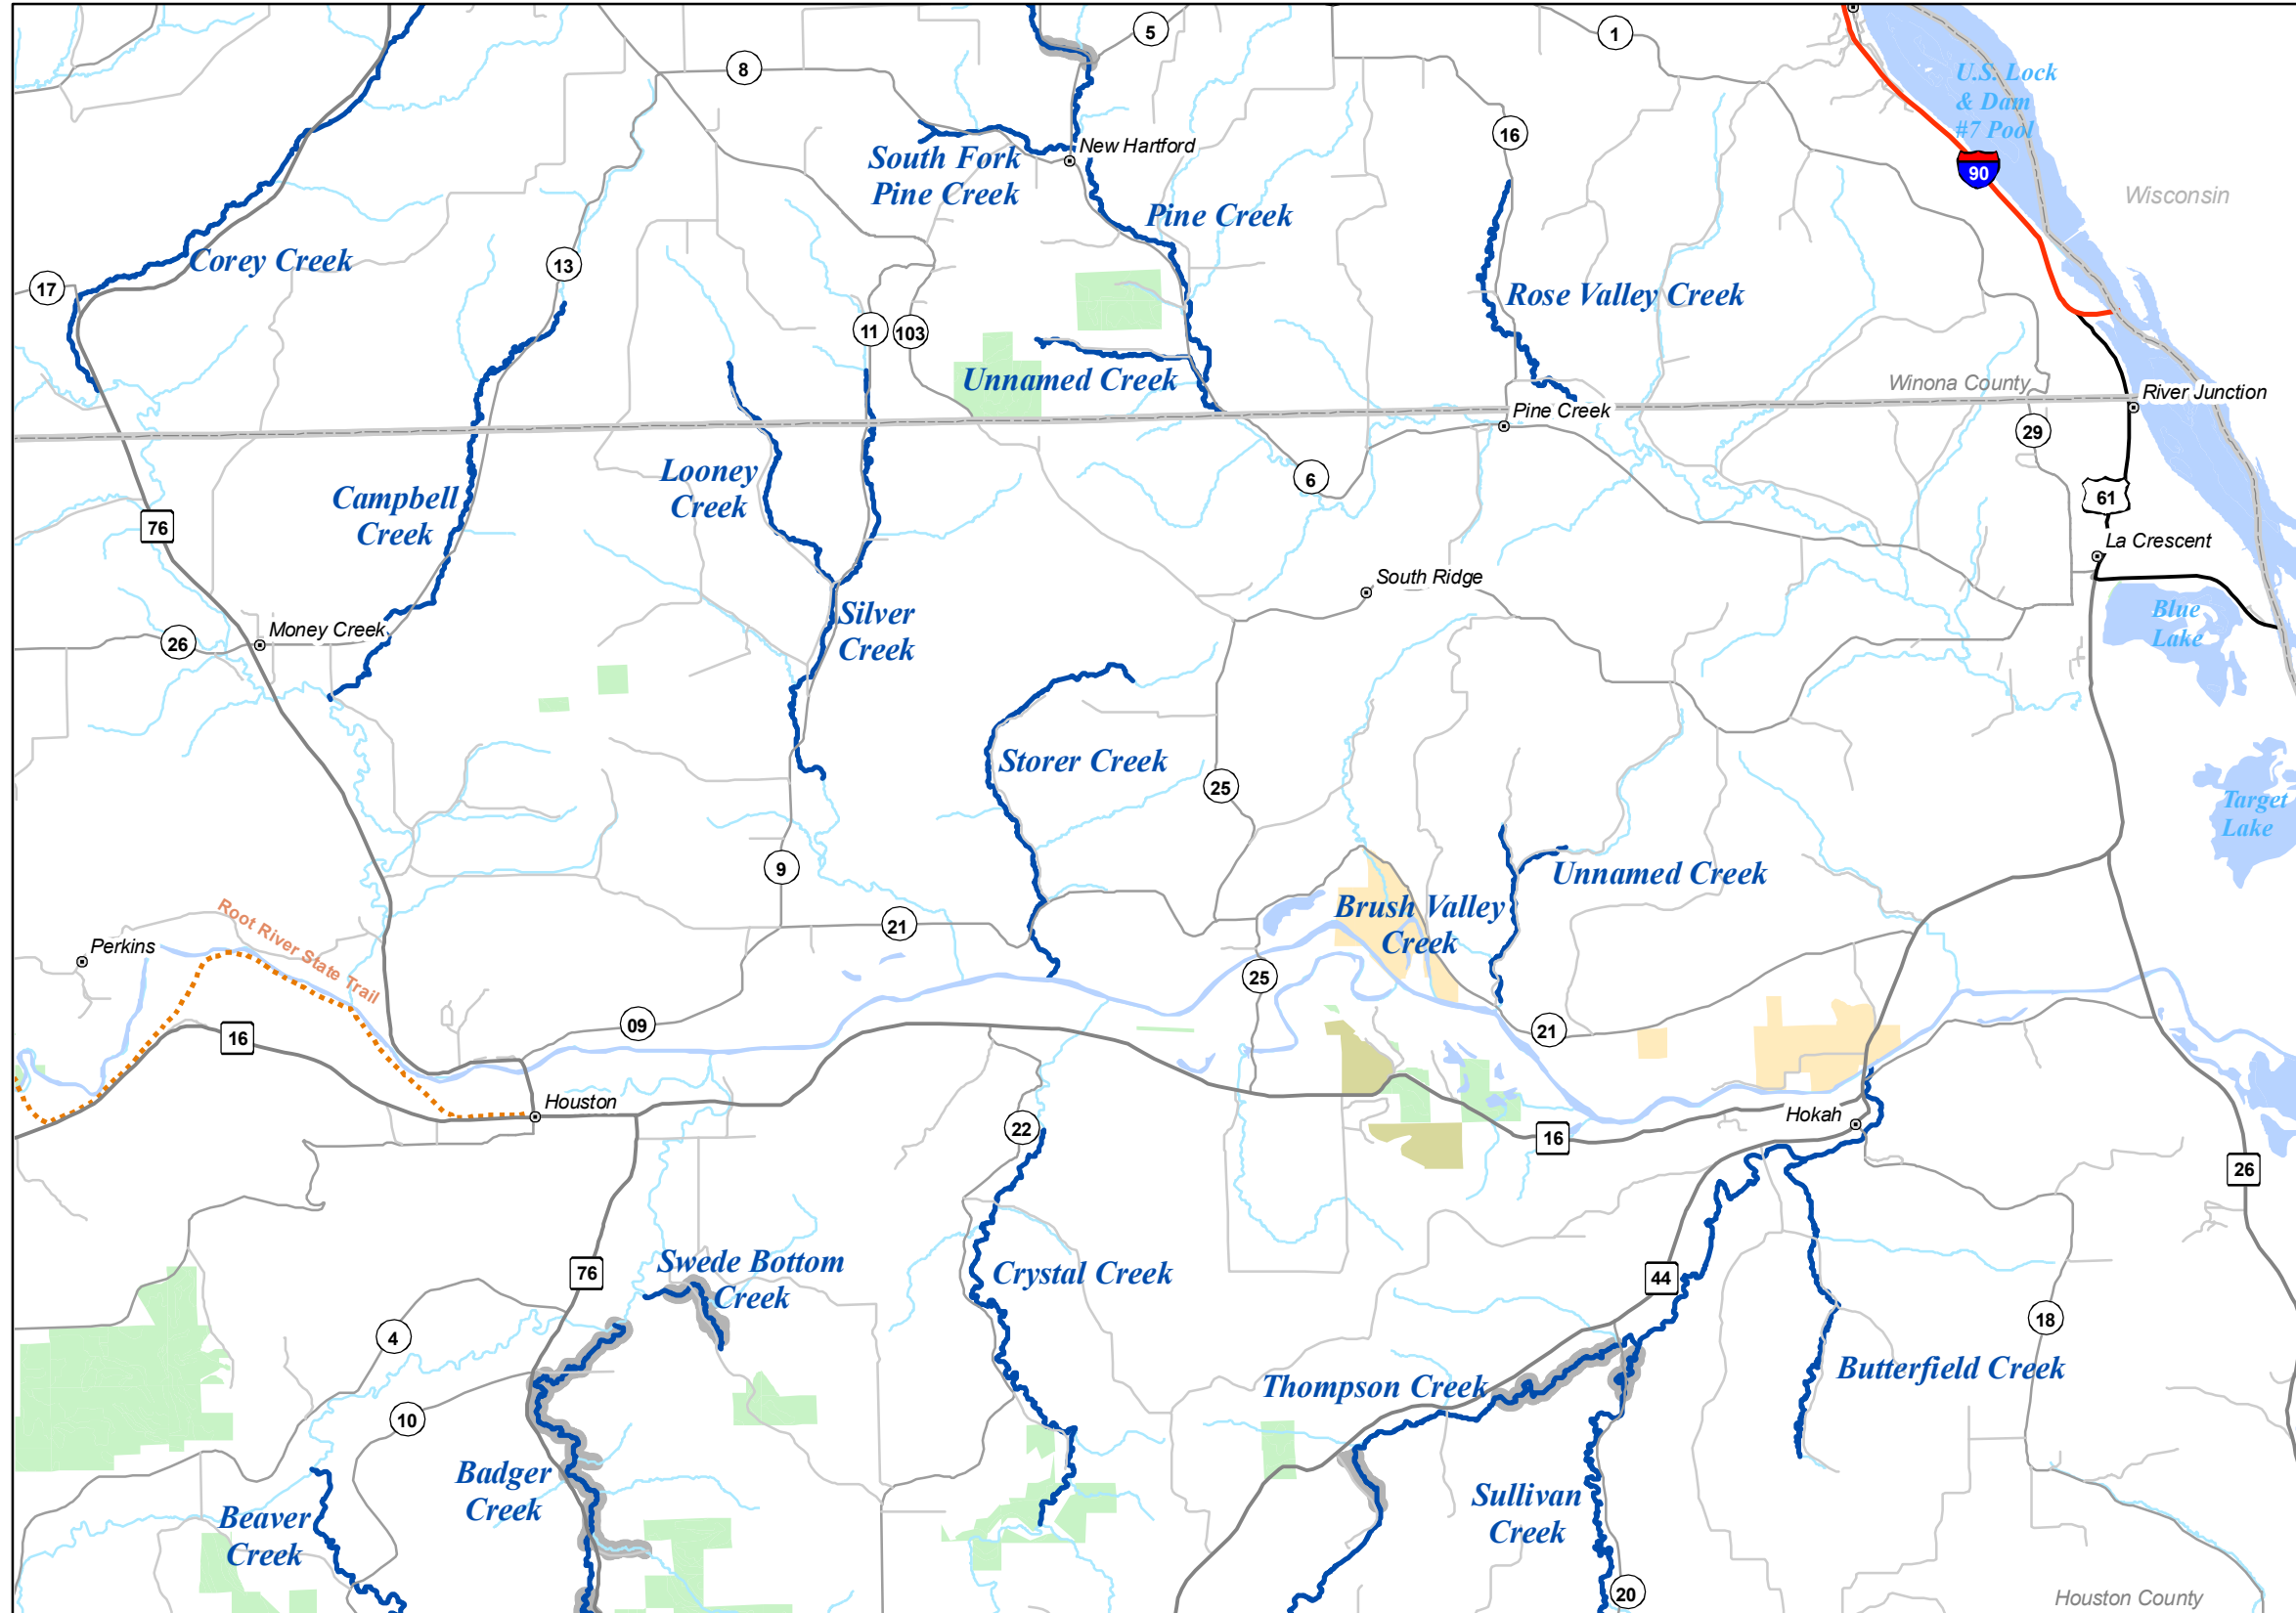 5
1
8
U.S. Lock
& Dam
#7 Pool
16
New Hartford
South Fork
Pine Creek
90
Wisconsin
Pine Creek
Corey Creek
13
17
Rose Valley Creek
11
103
Unnamed Creek
Winona County
River Junction
Pine Creek
29
Looney
Creek
6
Campbell
Creek
61
76
La Crescent
South Ridge
Silver
Creek
Blue
Lake
Money Creek
26
Storer Creek
25
Target
Lake
9
Unnamed Creek
Brush Valley
Creek
21
Root River State Trail
Perkins
25
09
16
21
Houston
Hokah
22
16
26
Swede Bottom
Creek
76
Crystal Creek
44
4
18
Thompson Creek
Butterfield Creek
10
Badger
Creek
Sullivan
Creek
Beaver
Creek
20
Houston County